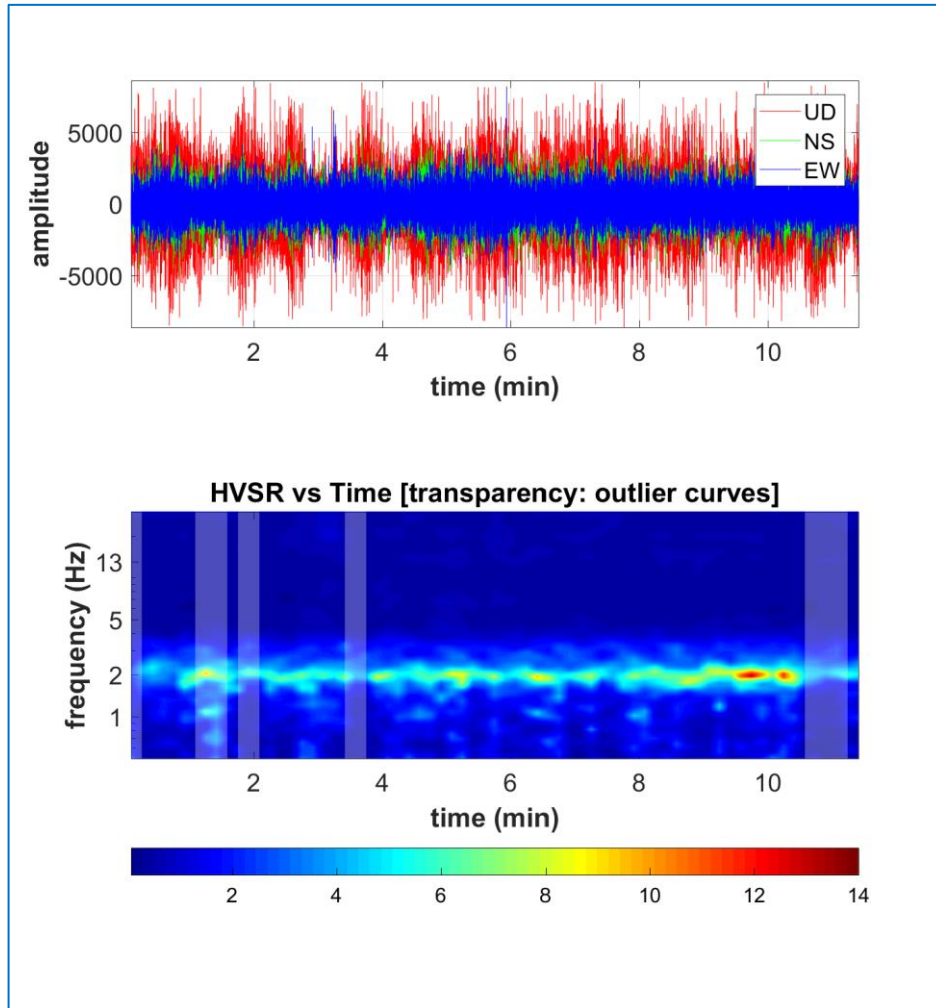 UD
NS
EW
5000
0
-5000
amplitude
2 4 6 8 10
time (min)
HVSR vs Time [transparency: outlier curves]
13
5
2
1
frequency (Hz)
2 4 6 8 10
time (min)
2 4 6 8 10 12 14